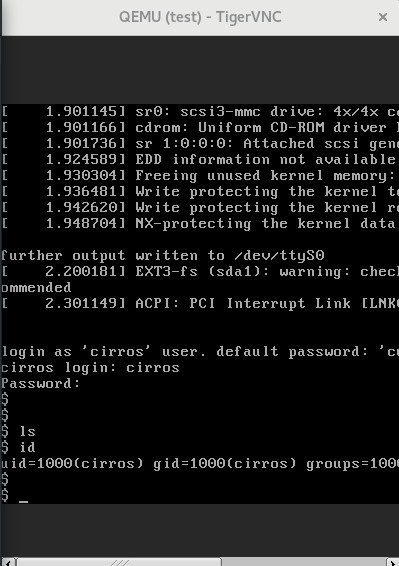 QEMU (test) - TigerVNC
[    1.901145] sr0: scsi3-mmc drive: 4x/4x
[    1.901166] cdrom: Uniform CD-ROM driver
[    1.901736] sr 1:0:0:0: Attached scsi
[    1.924589] EDD information not available
[    1.930304] Freeing unused kernel memory:
[    1.936481] Write protecting the kernel
[    1.942620] Write protecting the kernel
[    1.948704] NX-protecting the kernel data
further output written to /dev/ttyS0
[    2.200181] EXT3-fs (sda1): warning:
ommended
[    2.301149] ACPI: PCI Interrupt Link
login as 'cirros' user. default password:
cirros login: cirros
Password:
$
$
$ ls
$ id
uid=1000(cirros) gid=1000(cirros)
$
$ _